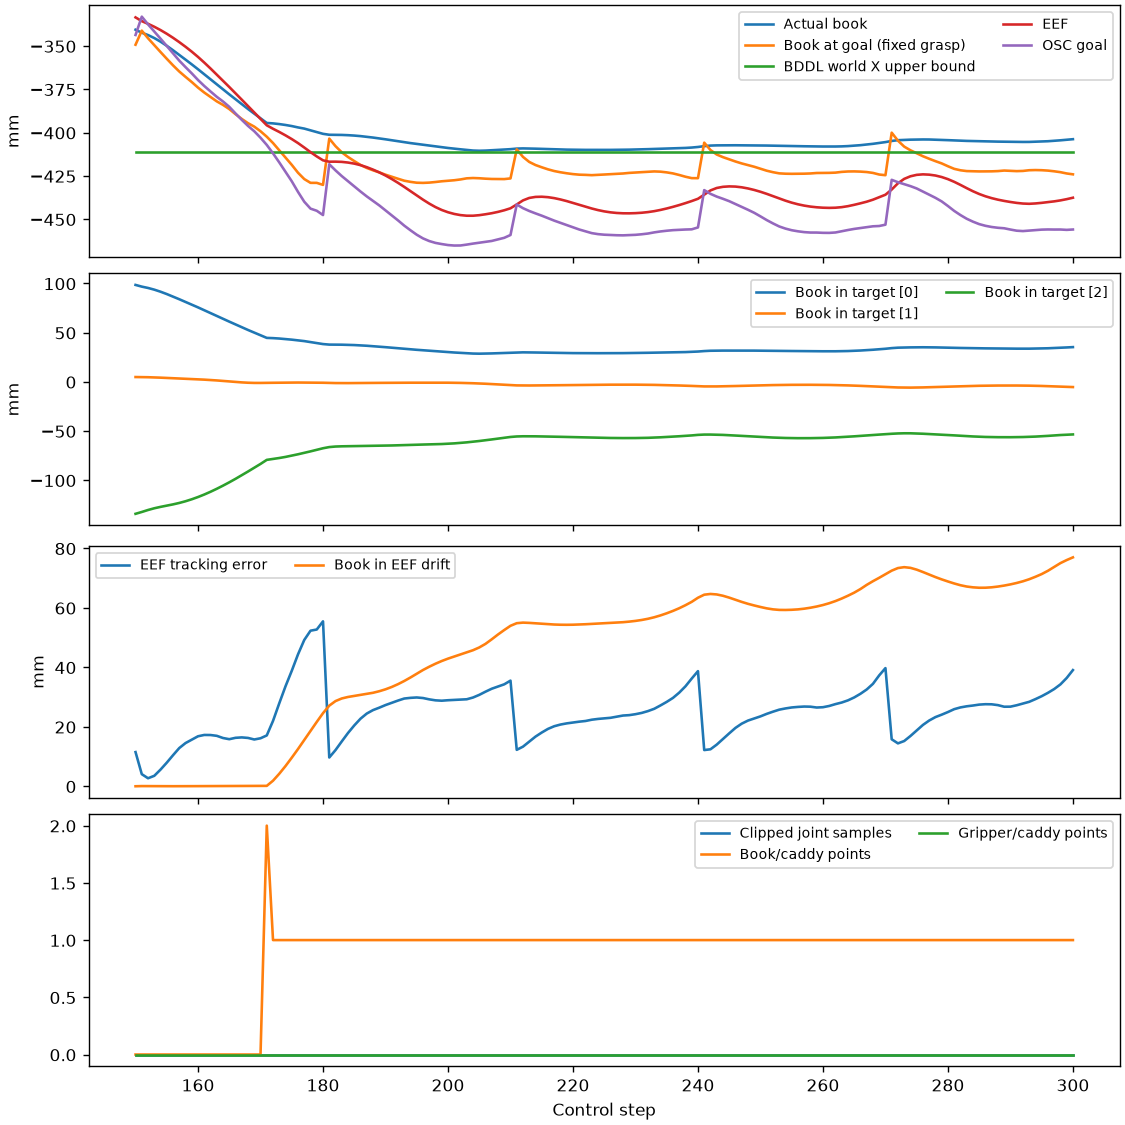 Actual book
Book at goal (fixed grasp)
BDDL world X upper bound
EEF
OSC goal
−350
−375
−400
−425
−450
mm
Book in target [0]
Book in target [1]
Book in target [2]
100
50
0
−50
−100
mm
EEF tracking error
Book in EEF drift
80
60
40
20
0
mm
Clipped joint samples
Book/caddy points
Gripper/caddy points
2.0
1.5
1.0
0.5
0.0
160 180 200 220 240 260 280 300
Control step